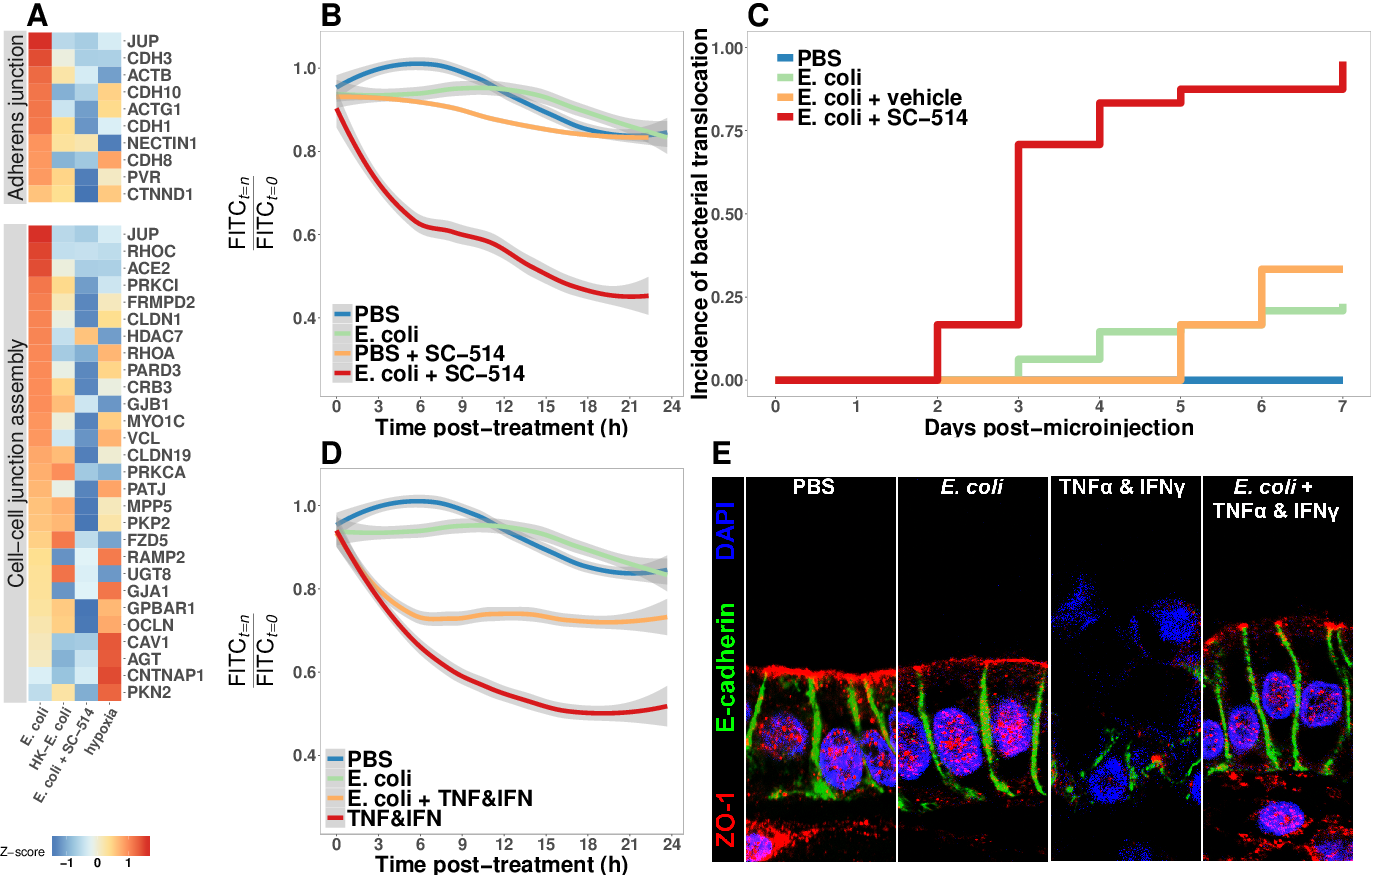 A
Adherens junction
JUP
CDH3
ACTB
CDH10
ACTG1
CDH1
NECTIN1
CDH8
PVR
CTNND1
Cell−cell junction assembly
JUP
RHOC
ACE2
PRKCI
FRMPD2
CLDN1
HDAC7
RHOA
PARD3
CRB3
GJB1
MYO1C
VCL
CLDN19
PRKCA
PATJ
MPP5
PKP2
FZD5
RAMP2
UGT8
GJA1
GPBAR1
OCLN
CAV1
AGT
CNTNAP1
PKN2
E. coli
HK−E. coli
E. coli + SC−514
hypoxia
Z−score
−1 0 1
B
FITCt=n
FITCt=0
1.0
0.8
0.6
0.4
PBS
E. coli
PBS + SC−514
E. coli + SC−514
0 3 6 9 12 15 18 21 24
Time post−treatment (h)
C
Incidence of bacterial translocation
1.00
0.75
0.50
0.25
0.00
PBS
E. coli
E. coli + vehicle
E. coli + SC−514
0 1 2 3 4 5 6 7
Days post−microinjection
D
FITCt=n
FITCt=0
1.0
0.8
0.6
0.4
PBS
E. coli
E. coli + TNF&IFN
TNF&IFN
0 3 6 9 12 15 18 21 24
Time post−treatment (h)
E
ZO-1 E-cadherin DAPI
PBS
E. coli
TNFα & IFNγ
E. coli +
TNFα & IFNγ